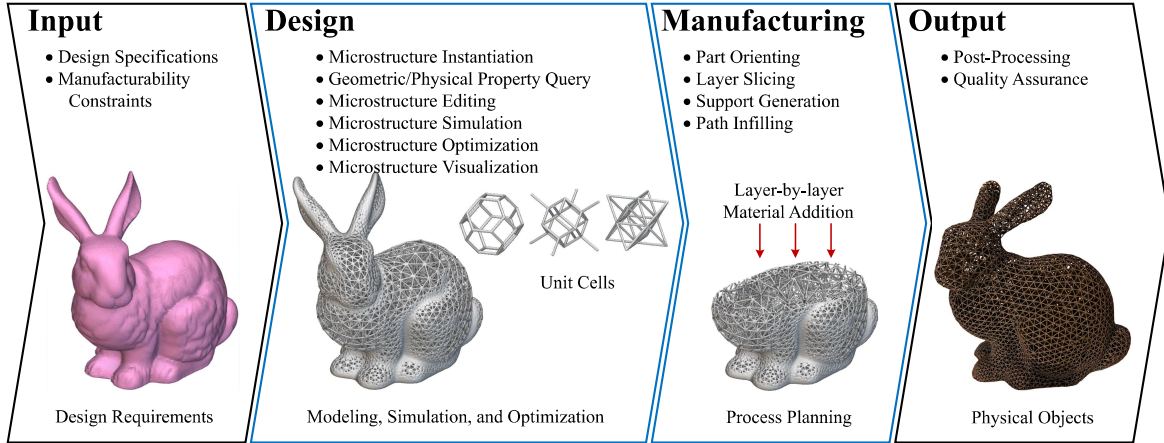 Input
• Design Specifications
• Manufacturability
Constraints
Design Requirements
Design
• Microstructure Instantiation
• Geometric/Physical Property Query
• Microstructure Editing
• Microstructure Simulation
• Microstructure Optimization
• Microstructure Visualization
Unit Cells
Modeling, Simulation, and Optimization
Manufacturing
• Part Orienting
• Layer Slicing
• Support Generation
• Path Infilling
Layer-by-layer
Material Addition
Process Planning
Output
• Post-Processing
• Quality Assurance
Physical Objects